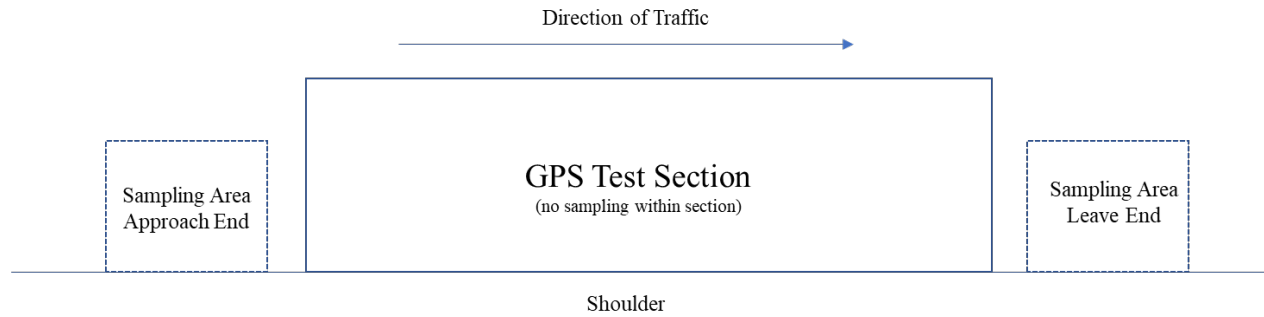 Direction of Traffic
GPS Test Section
(no sampling within section)
Sampling Area
Approach End
Sampling Area
Leave End
Shoulder